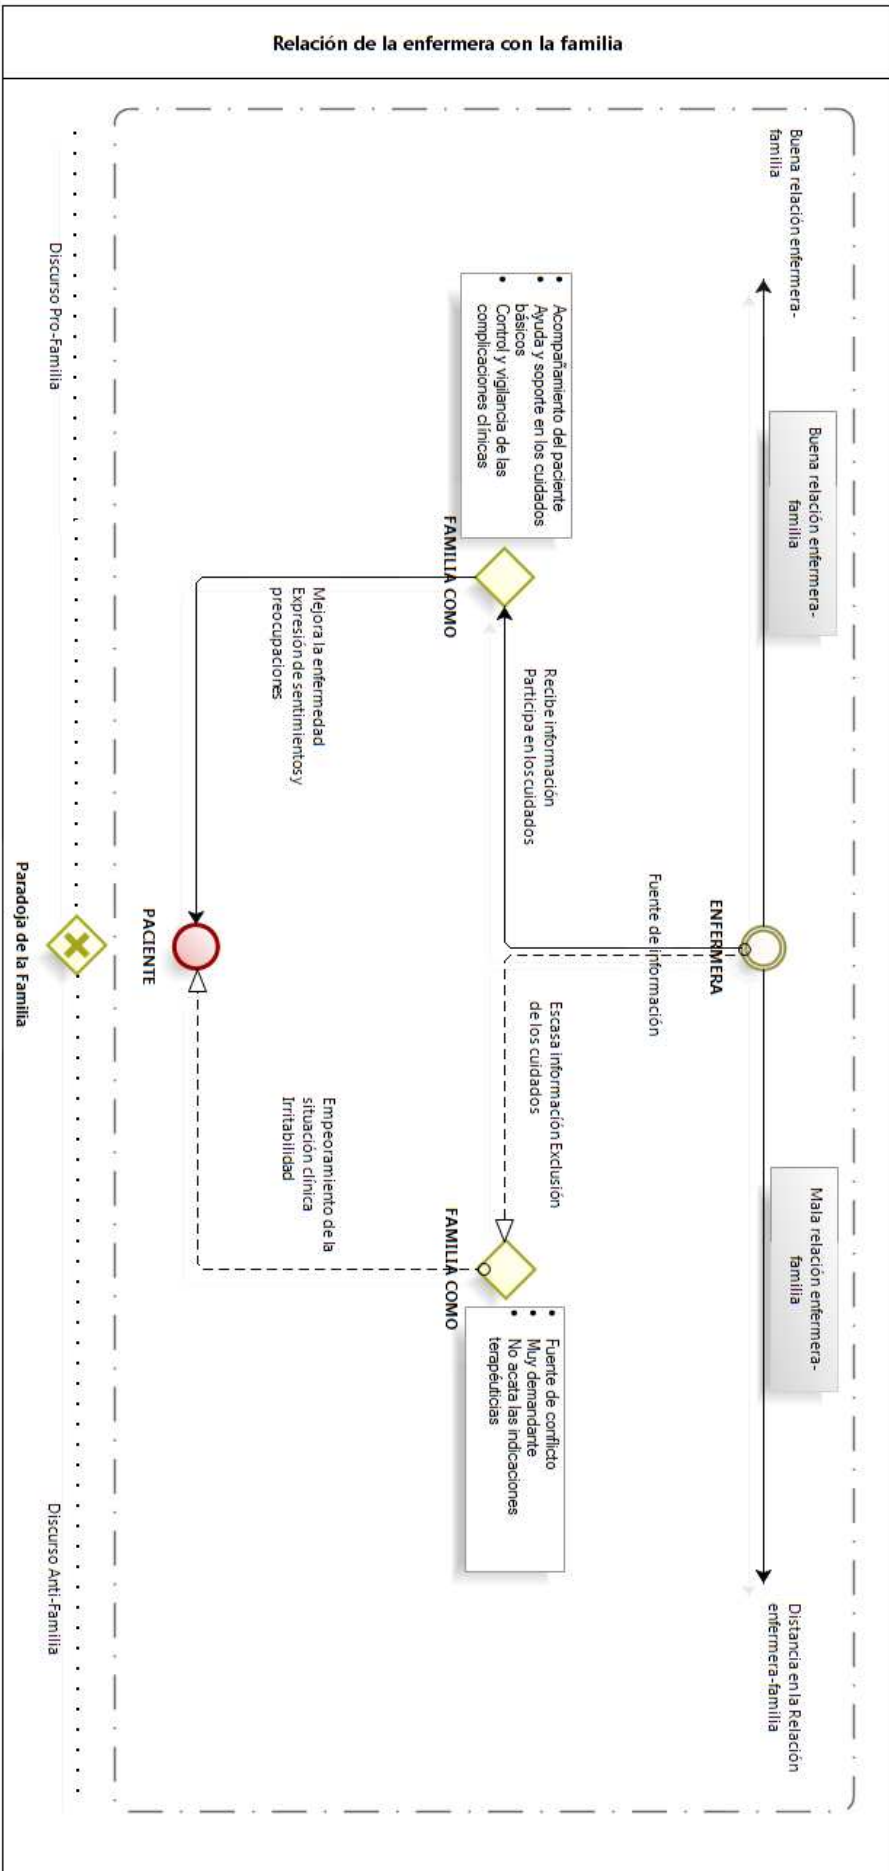 Relación de la enfermera con la familia
Buena relación enfermera-
familia
Buena relación enfermera-
familia
Mala relación enfermera-
familia
Distancia en la Relación
enfermera-familia
ENFERMERA
Fuente de información
Recibe información
Participa en los cuidados
Escasa información Exclusión
de los cuidados
• Acompañamiento del paciente
• Ayuda y soporte en los cuidados
básicos
• Control y vigilancia de las
complicaciones clínicas
FAMILIA COMO
• Fuente de conflicto
• Muy demandante
• No acata las indicaciones
terapéuticias
FAMILIA COMO
Mejora la enfermedad
Expresión de sentimientos y
preocupaciones
Empeoramiento de la
situación clínica
Irritabilidad
PACIENTE
Discurso Pro-Familia
Discurso Anti-Familia
Paradoja de la Familia